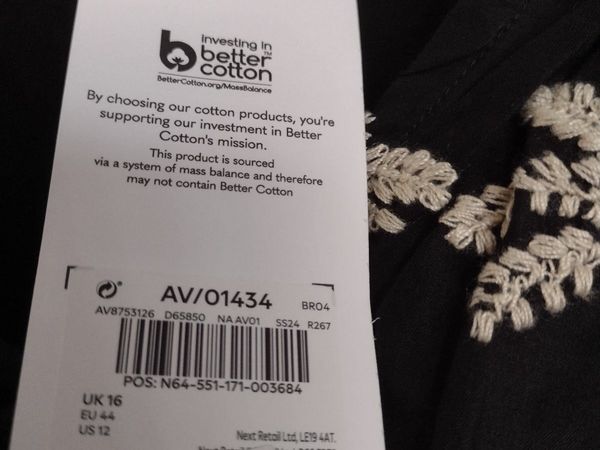 investing in
better™
cotton
BetterCotton.org/MassBalance
By choosing our cotton products, you're
supporting our investment in Better
Cotton's mission.
This product is sourced
via a system of mass balance and therefore
may not contain Better Cotton
AV/01434 BR04
AV8753126 D65850 NA AV01 SS24 R267
POS: N64-551-171-003684
UK 16
EU 44
US 12
Next Retail Ltd, LE19 4AT.